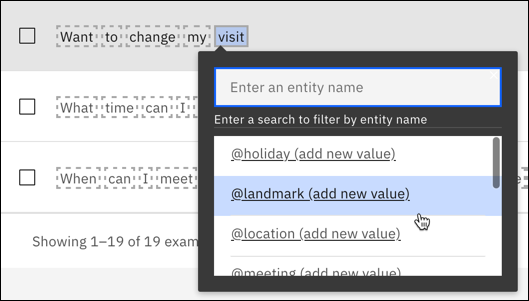 Want to change my visit
Enter an entity name
Enter a search to filter by entity name
What time can I
@holiday (add new value)
When can I meet
@landmark (add new value)
@location (add new value)
Showing 1–19 of 19 exam
@meeting (add new value)